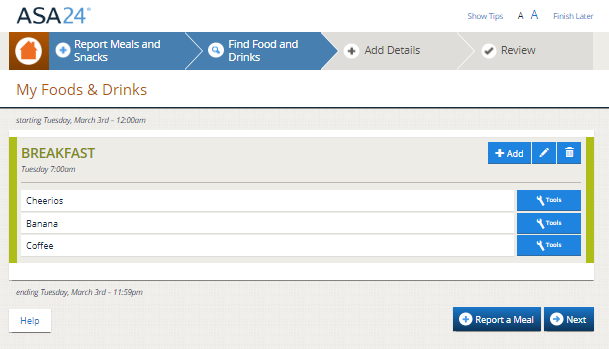 ASA24®
Show Tips A A Finish Later
Report Meals and
Snacks
Find Food and
Drinks
Add Details
Review
My Foods & Drinks
starting Tuesday, March 3rd – 12:00am
BREAKFAST
Add
Tuesday 7:00am
Cheerios Tools
Banana Tools
Coffee Tools
ending Tuesday, March 3rd – 11:59pm
Help
Report a Meal Next